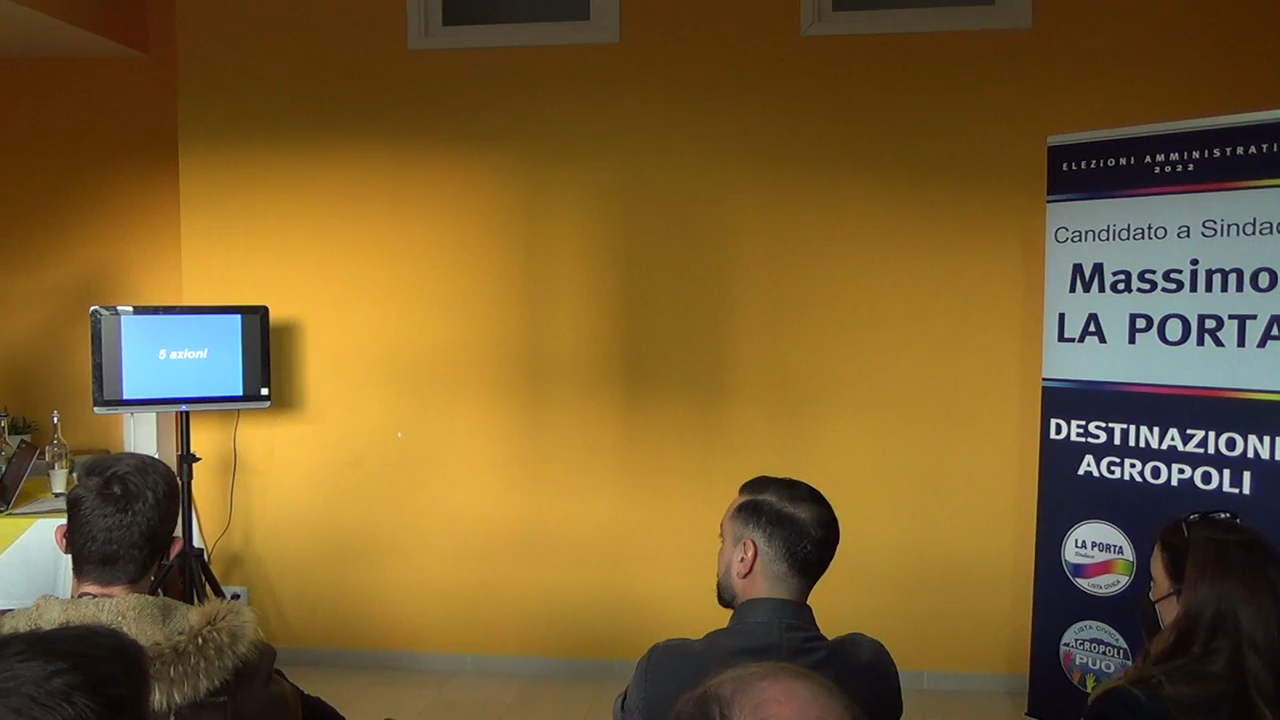 5 azioni
ELEZIONI AMMINISTRATI
2022
Candidato a Sindac
Massimo
LA PORTA
DESTINAZIONE
AGROPOLI
LA PORTA
Sindaco
LISTA CIVICA
LISTA CIVICA
AGROPOLI
PUÒ